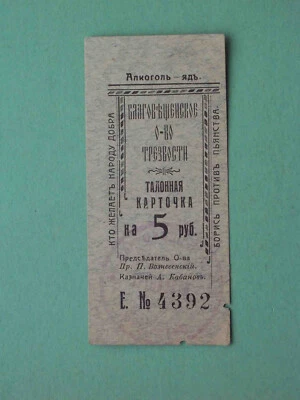 Алкоголь — ядъ.
КТО ЖЕЛАЕТЪ НАРОДУ ДОБРА
БЛАГОВѢЩЕНСКОЕ
О-ВО
ТРЕЗВОСТИ
ТАЛОННАЯ
КАРТОЧКА
на 5 руб.
БОРИСЬ ПРОТИВЪ ПЬЯНСТВА.
Предсѣдатель О-ва
Пр. П. Вознесенскій.
Казначей А. Кабановъ.
Е. № 4392